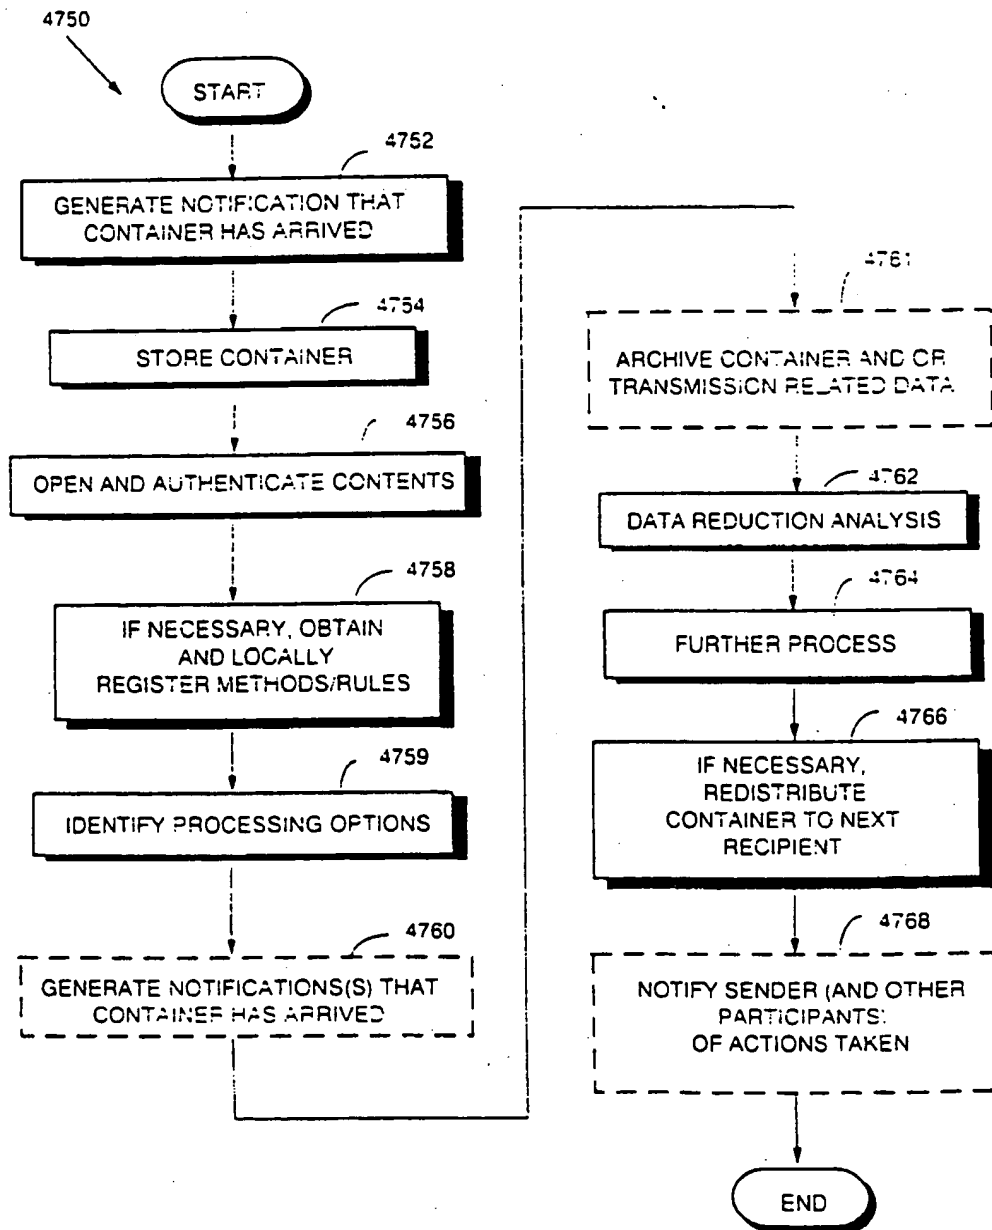 4750
START
4752
GENERATE NOTIFICATION THAT
CONTAINER HAS ARRIVED
4754
STORE CONTAINER
4756
OPEN AND AUTHENTICATE CONTENTS
4758
IF NECESSARY, OBTAIN
AND LOCALLY
REGISTER METHODS/RULES
4759
IDENTIFY PROCESSING OPTIONS
4760
GENERATE NOTIFICATIONS(S) THAT
CONTAINER HAS ARRIVED
4761
ARCHIVE CONTAINER AND OR
TRANSMISSION RELATED DATA
4762
DATA REDUCTION ANALYSIS
4764
FURTHER PROCESS
4766
IF NECESSARY,
REDISTRIBUTE
CONTAINER TO NEXT
RECIPIENT
4768
NOTIFY SENDER (AND OTHER
PARTICIPANTS)
OF ACTIONS TAKEN
END